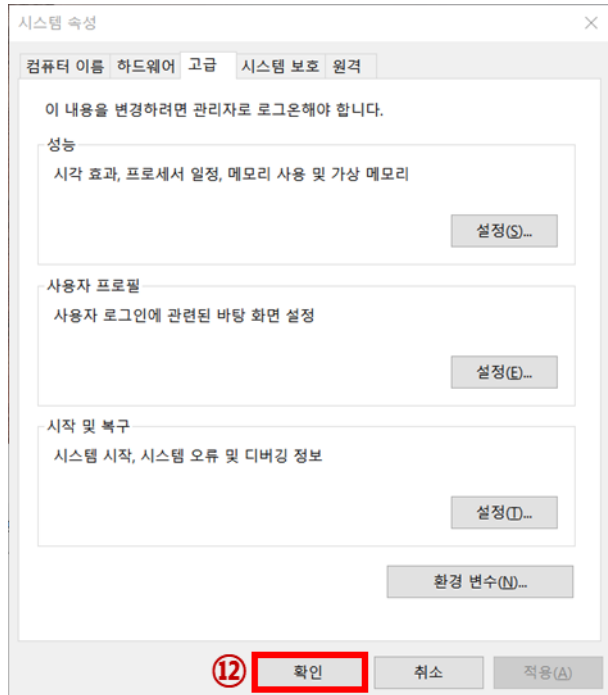 시스템 속성
컴퓨터 이름 하드웨어 고급 시스템 보호 원격
이 내용을 변경하려면 관리자로 로그온해야 합니다.
성능
시각 효과, 프로세서 일정, 메모리 사용 및 가상 메모리
설정(S)...
사용자 프로필
사용자 로그인에 관련된 바탕 화면 설정
설정(E)...
시작 및 복구
시스템 시작, 시스템 오류 및 디버깅 정보
설정(T)...
환경 변수(N)...
⑫ 확인 취소 적용(A)